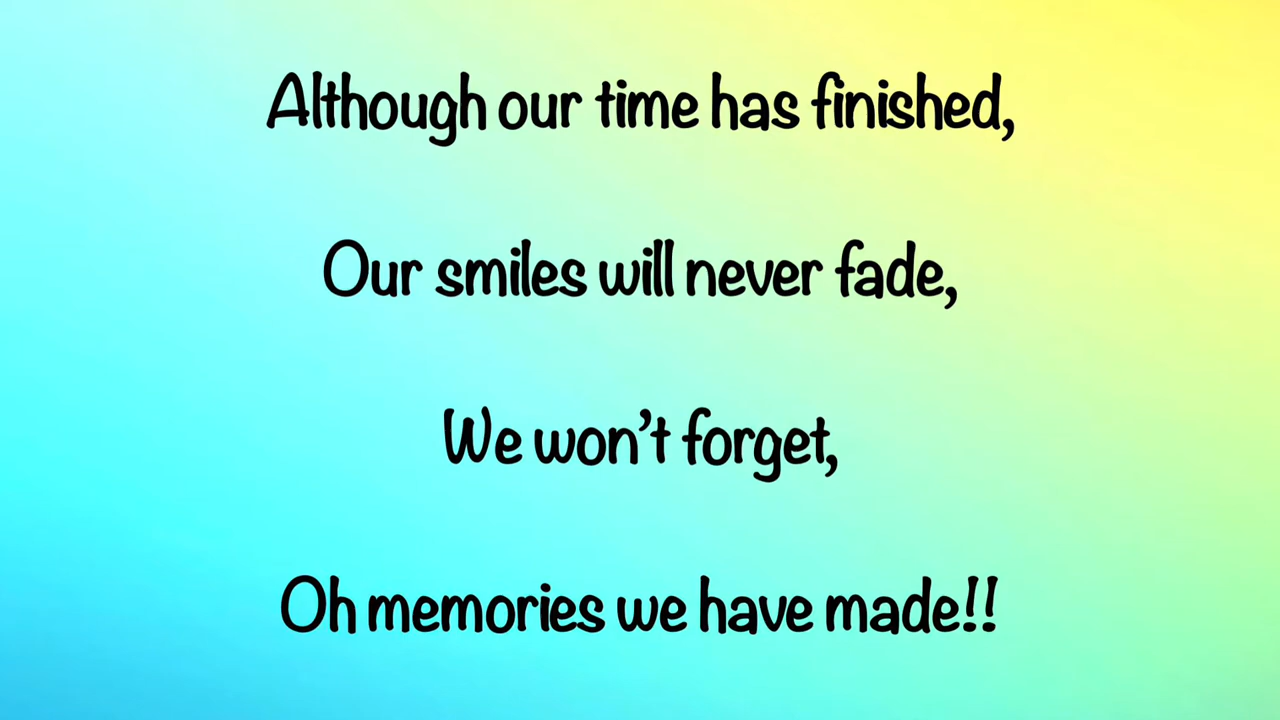 Although our time has finished,
Our smiles will never fade,
We won’t forget,
Oh memories we have made!!